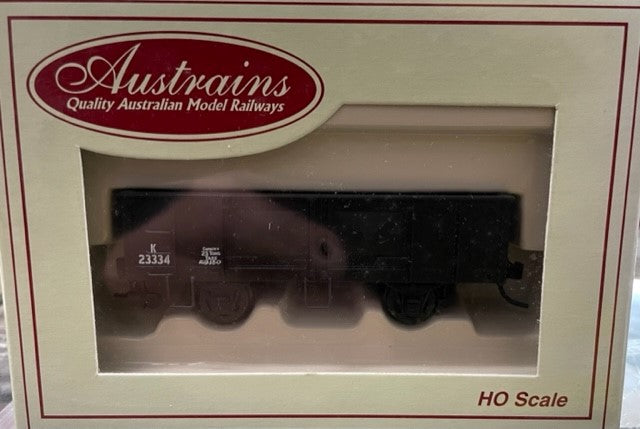 Austrains
Quality Australian Model Railways
K
23334
HO Scale